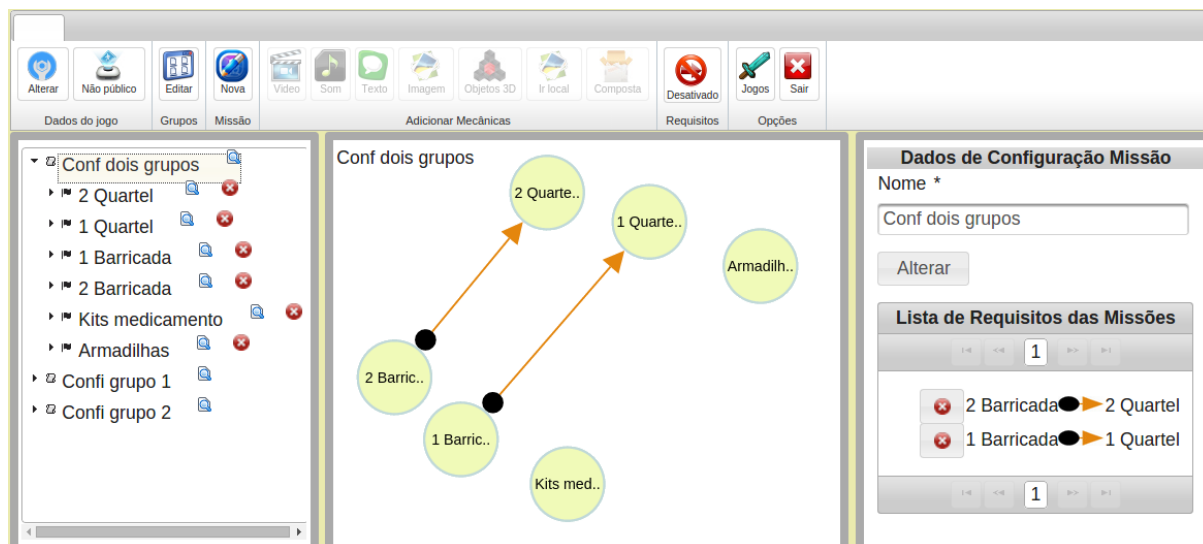 Alterar
Não público
Editar
Nova
Video
Som
Texto
Imagem
Objetos 3D
Ir local
Composta
Desativado
Jogos
Sair
Dados do jogo
Grupos
Missão
Adicionar Mecânicas
Requisitos
Opções
Conf dois grupos
2 Quartel
1 Quartel
1 Barricada
2 Barricada
Kits medicamento
Armadilhas
Confi grupo 1
Confi grupo 2
Conf dois grupos
2 Quarte..
1 Quarte..
Armadilh..
2 Barric..
1 Barric..
Kits med..
Dados de Configuração Missão
Nome *
Conf dois grupos
Alterar
Lista de Requisitos das Missões
1
2 Barricada 2 Quartel
1 Barricada 1 Quartel
1